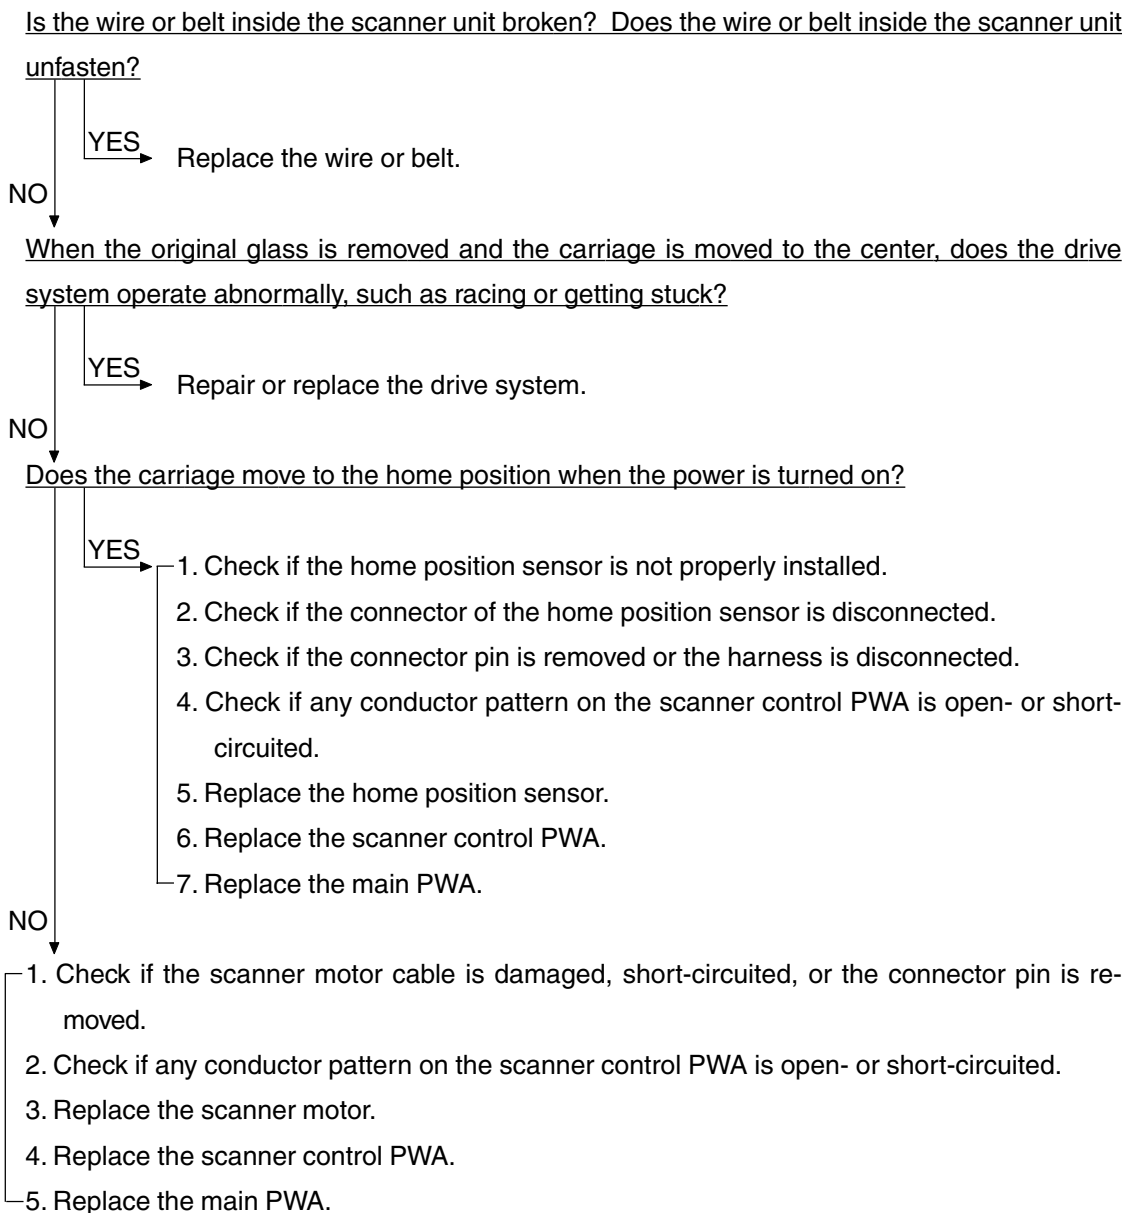 Is the wire or belt inside the scanner unit broken?  Does the wire or belt inside the scanner unit
unfasten?
YES
Replace the wire or belt.
NO
When the original glass is removed and the carriage is moved to the center, does the drive
system operate abnormally, such as racing or getting stuck?
YES
Repair or replace the drive system.
NO
Does the carriage move to the home position when the power is turned on?
YES
1. Check if the home position sensor is not properly installed.
2. Check if the connector of the home position sensor is disconnected.
3. Check if the connector pin is removed or the harness is disconnected.
4. Check if any conductor pattern on the scanner control PWA is open- or short-
circuited.
5. Replace the home position sensor.
6. Replace the scanner control PWA.
7. Replace the main PWA.
NO
1. Check if the scanner motor cable is damaged, short-circuited, or the connector pin is re-
moved.
2. Check if any conductor pattern on the scanner control PWA is open- or short-circuited.
3. Replace the scanner motor.
4. Replace the scanner control PWA.
5. Replace the main PWA.